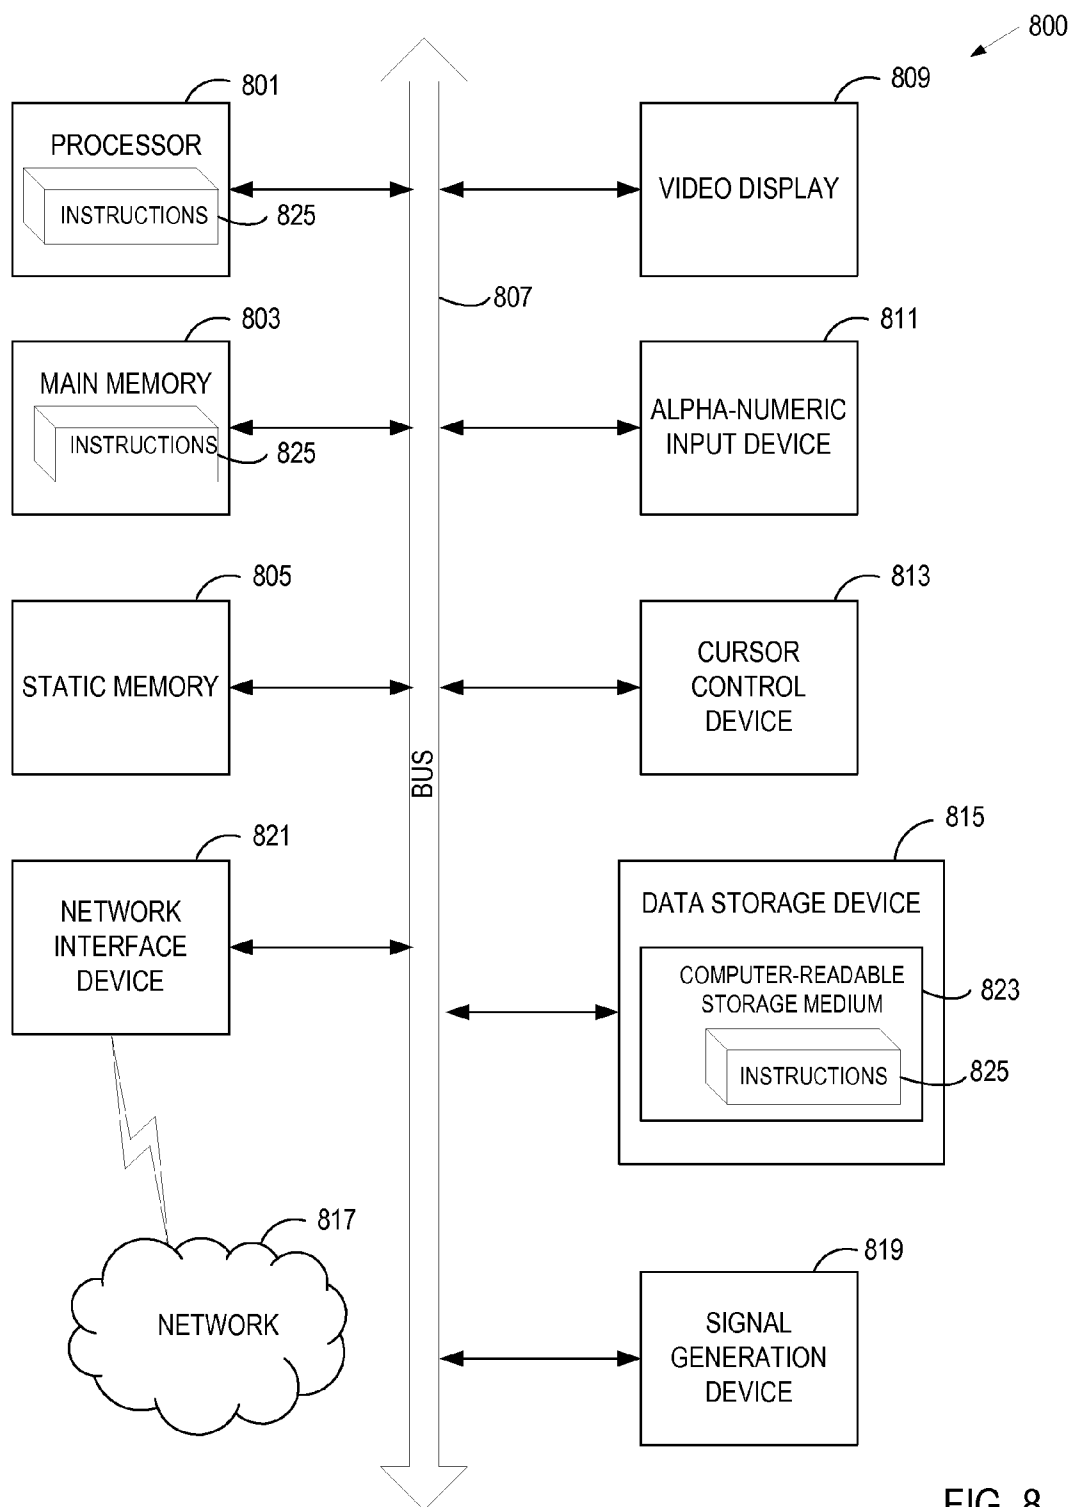 800
801
PROCESSOR
INSTRUCTIONS
825
809
VIDEO DISPLAY
807
803
MAIN MEMORY
INSTRUCTIONS
825
811
ALPHA-NUMERIC
INPUT DEVICE
805
STATIC MEMORY
813
CURSOR
CONTROL
DEVICE
BUS
821
NETWORK
INTERFACE
DEVICE
815
DATA STORAGE DEVICE
COMPUTER-READABLE
STORAGE MEDIUM
823
INSTRUCTIONS
825
817
NETWORK
819
SIGNAL
GENERATION
DEVICE
FIG. 8